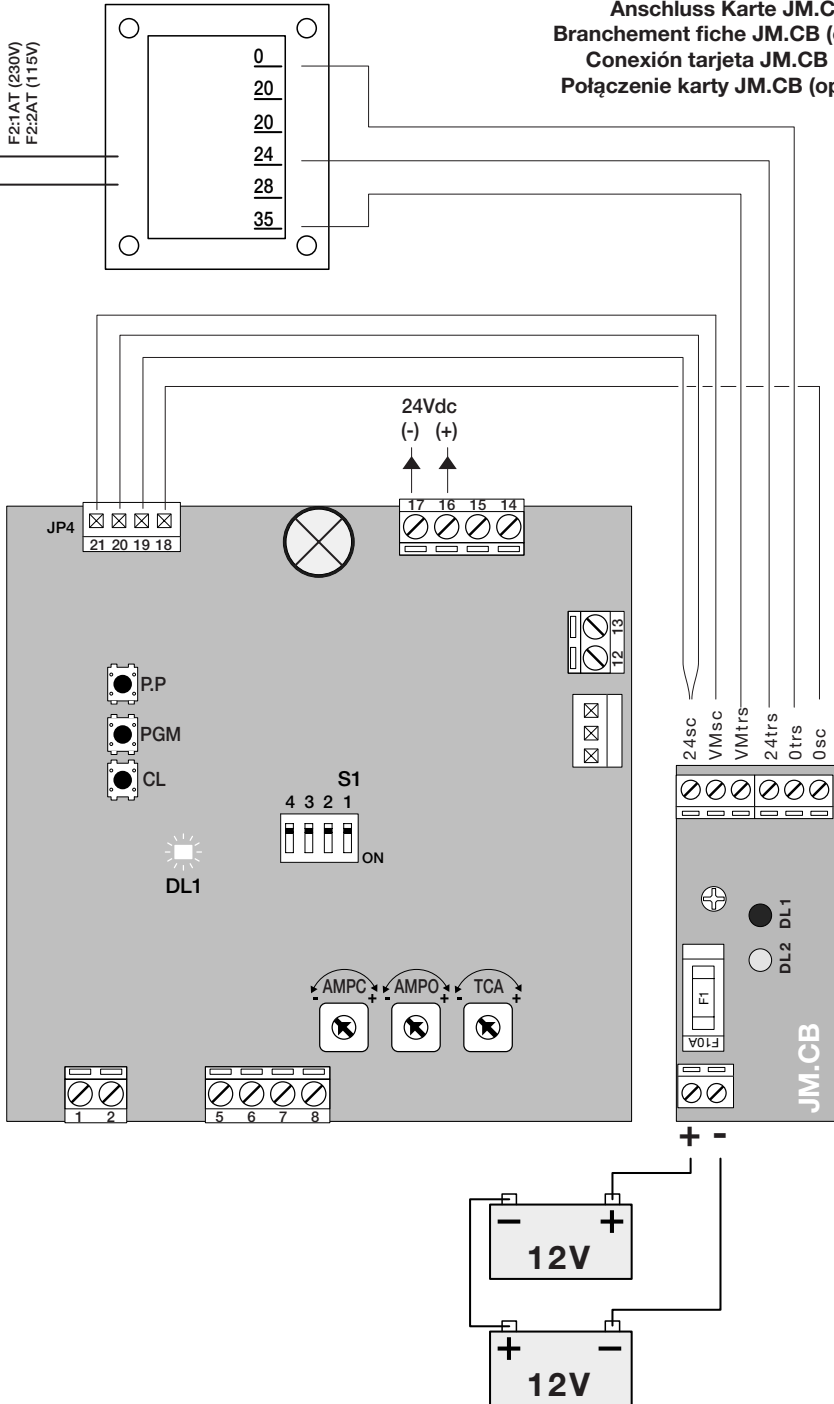 Anschluss Karte JM.C
Branchement fiche JM.CB (
Conexión tarjeta JM.CB
Połączenie karty JM.CB (op
F2:1AT (230V)
F2:2AT (115V)
0
20
20
24
28
35
24Vdc
(-) (+)
JP4
21 20 19 18
17 16 15 14
13
12
P.P
PGM
CL
S1
4 3 2 1
ON
DL1
24sc
VMsc
VMtrs
24trs
0trs
0sc
DL1
DL2
F1
F10A
JM.CB
- AMPC +
- AMPO +
- TCA +
1 2
5 6 7 8
+ -
- +
12V
+ -
12V